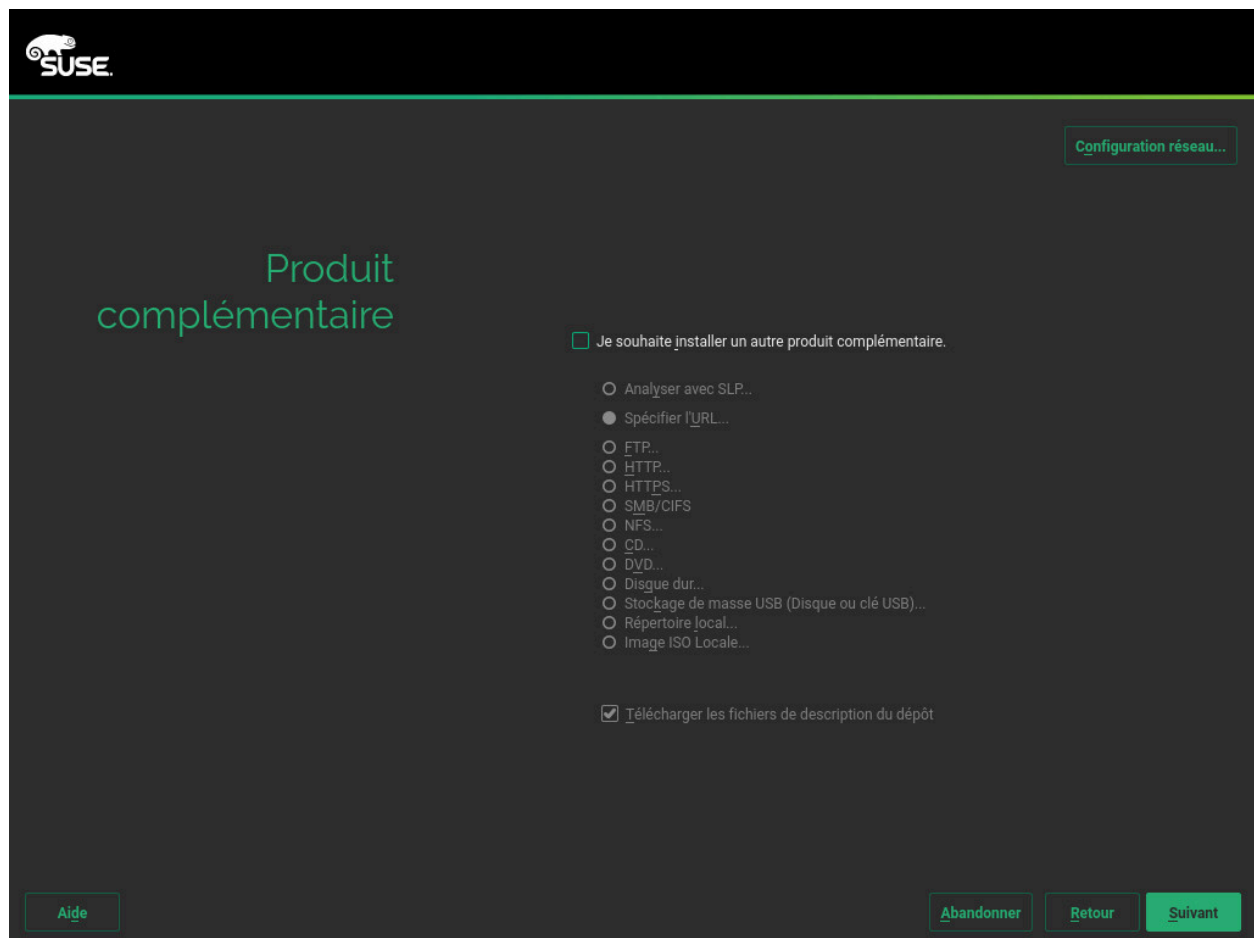 SUSE.
Configuration réseau...
Produit
complémentaire
Je souhaite installer un autre produit complémentaire.
Analyser avec SLP...
Spécifier l'URL...
FTP...
HTTP...
HTTPS...
SMB/CIFS
NFS...
CD...
DVD...
Disque dur...
Stockage de masse USB (Disque ou clé USB)...
Répertoire local...
Image ISO Locale...
Télécharger les fichiers de description du dépôt
Aide
Abandonner
Retour
Suivant